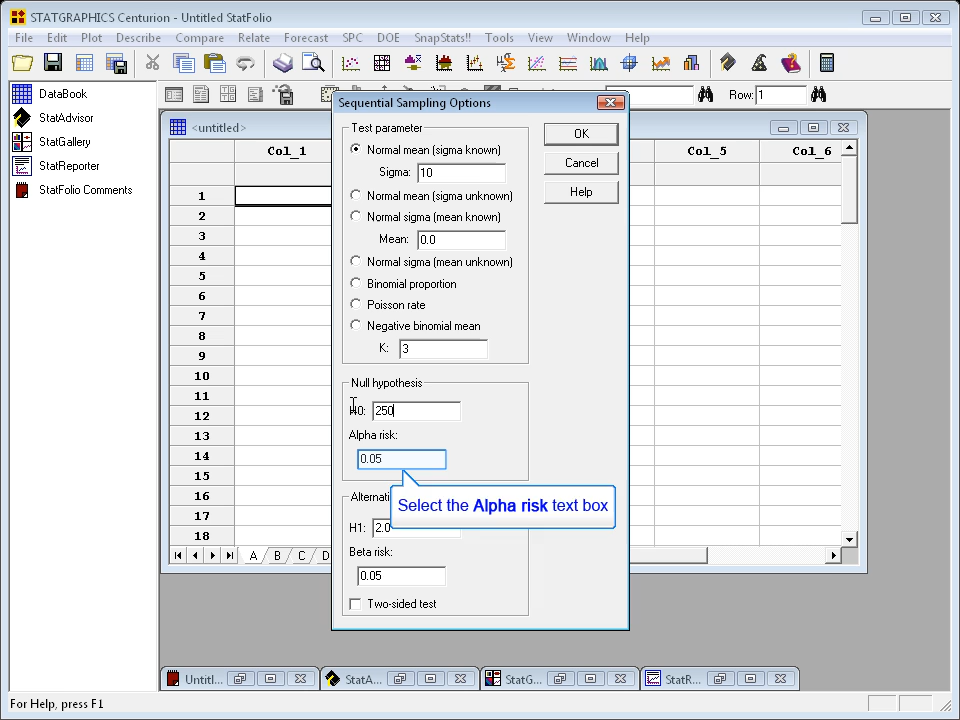 STATGRAPHICS Centurion - Untitled StatFolio
File Edit Plot Describe Compare Relate Forecast SPC DOE SnapStats!! Tools View Window Help
Row: 1
DataBook
StatAdvisor
StatGallery
StatReporter
StatFolio Comments
<untitled>
Col_1 Col_5 Col_6
1
2
3
4
5
6
7
8
9
10
11
12
13
14
15
16
17
18
A B C D
Sequential Sampling Options
Test parameter
Normal mean (sigma known)
Sigma: 10
Normal mean (sigma unknown)
Normal sigma (mean known)
Mean: 0.0
Normal sigma (mean unknown)
Binomial proportion
Poisson rate
Negative binomial mean
K: 3
OK
Cancel
Help
Null hypothesis
H0: 250
Alpha risk:
0.05
Select the Alpha risk text box
Alternati
H1: 2.0
Beta risk:
0.05
Two-sided test
Untitl... StatA... StatG... StatR...
For Help, press F1